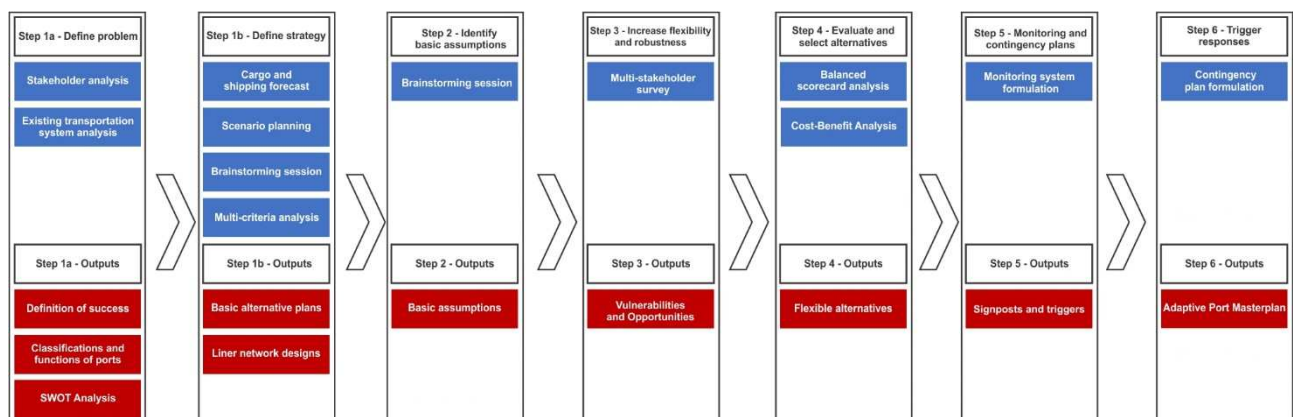 Step 1a - Define problem
Stakeholder analysis
Existing transportation
system analysis
Step 1a - Outputs
Definition of success
Classifications and
functions of ports
SWOT Analysis
Step 1b - Define strategy
Cargo and
shipping forecast
Scenario planning
Brainstorming session
Multi-criteria analysis
Step 1b - Outputs
Basic alternative plans
Liner network designs
Step 2 - Identify
basic assumptions
Brainstorming session
Step 2 - Outputs
Basic assumptions
Step 3 - Increase flexibility
and robustness
Multi-stakeholder
survey
Step 3 - Outputs
Vulnerabilities
and Opportunities
Step 4 - Evaluate and
select alternatives
Balanced
scorecard analysis
Cost-Benefit Analysis
Step 4 - Outputs
Flexible alternatives
Step 5 - Monitoring and
contingency plans
Monitoring system
formulation
Step 5 - Outputs
Signposts and triggers
Step 6 - Trigger
responses
Contingency
plan formulation
Step 6 - Outputs
Adaptive Port Masterplan